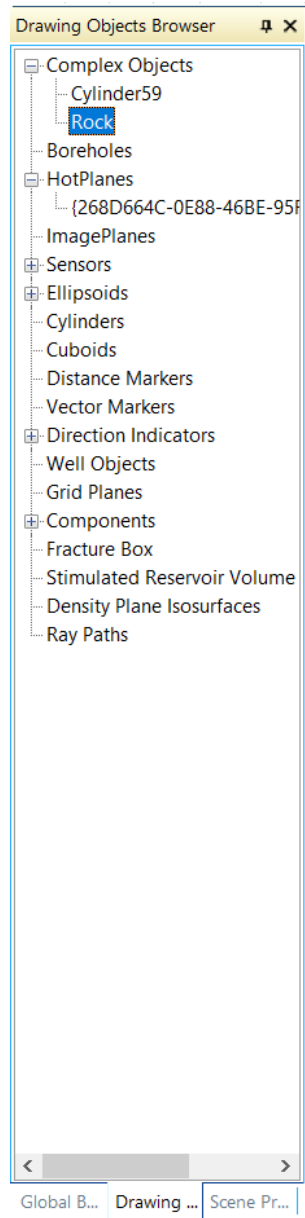 Drawing Objects Browser
Complex Objects
Cylinder59
Rock
Boreholes
HotPlanes
{268D664C-0E88-46BE-95F
ImagePlanes
Sensors
Ellipsoids
Cylinders
Cuboids
Distance Markers
Vector Markers
Direction Indicators
Well Objects
Grid Planes
Components
Fracture Box
Stimulated Reservoir Volume
Density Plane Isosurfaces
Ray Paths
Global B... Drawing ... Scene Pr...